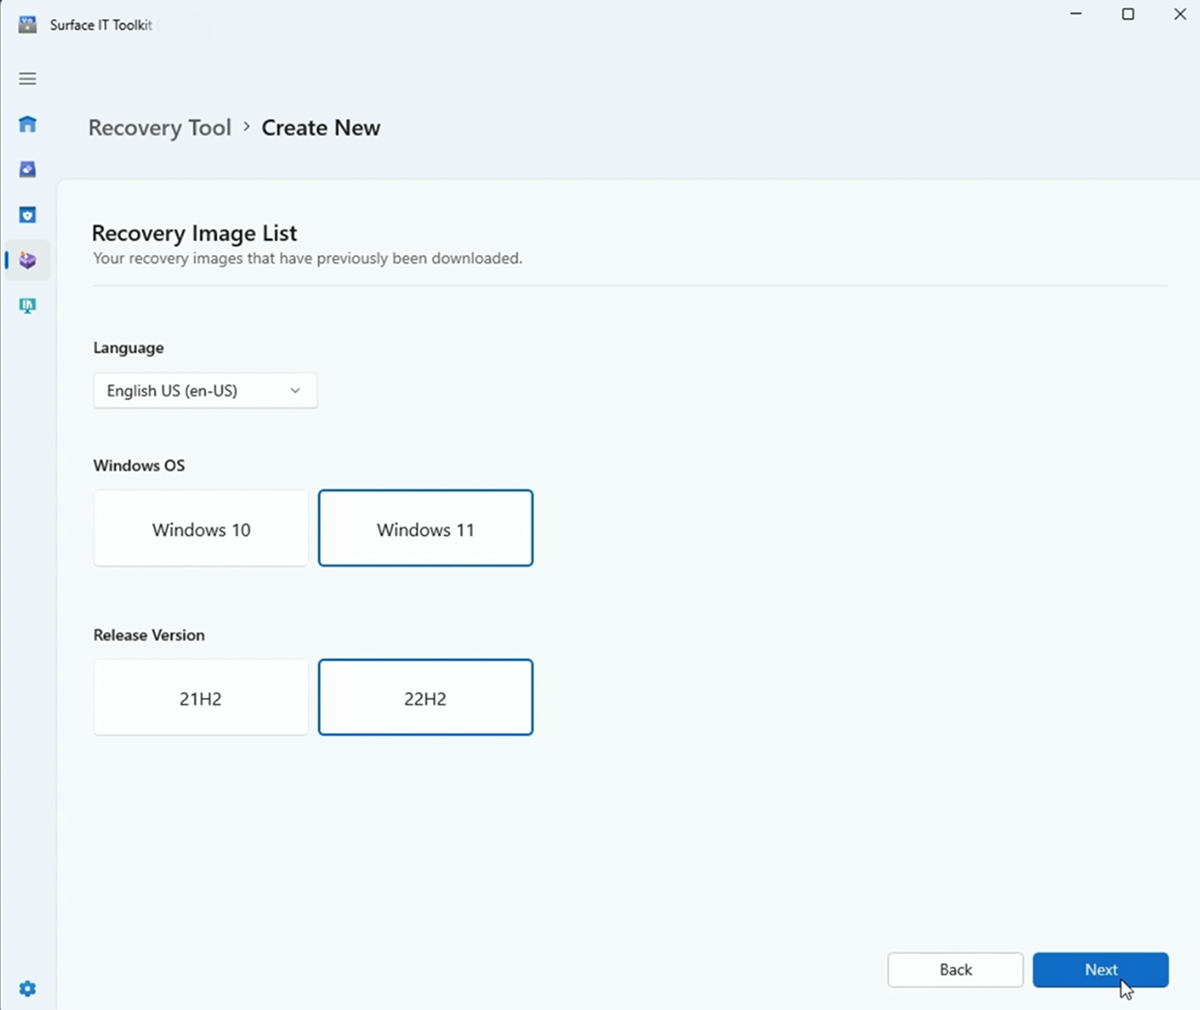 Surface IT Toolkit
Recovery Tool > Create New
Recovery Image List
Your recovery images that have previously been downloaded.
Language
English US (en-US)
Windows OS
Windows 10
Windows 11
Release Version
21H2
22H2
Back
Next